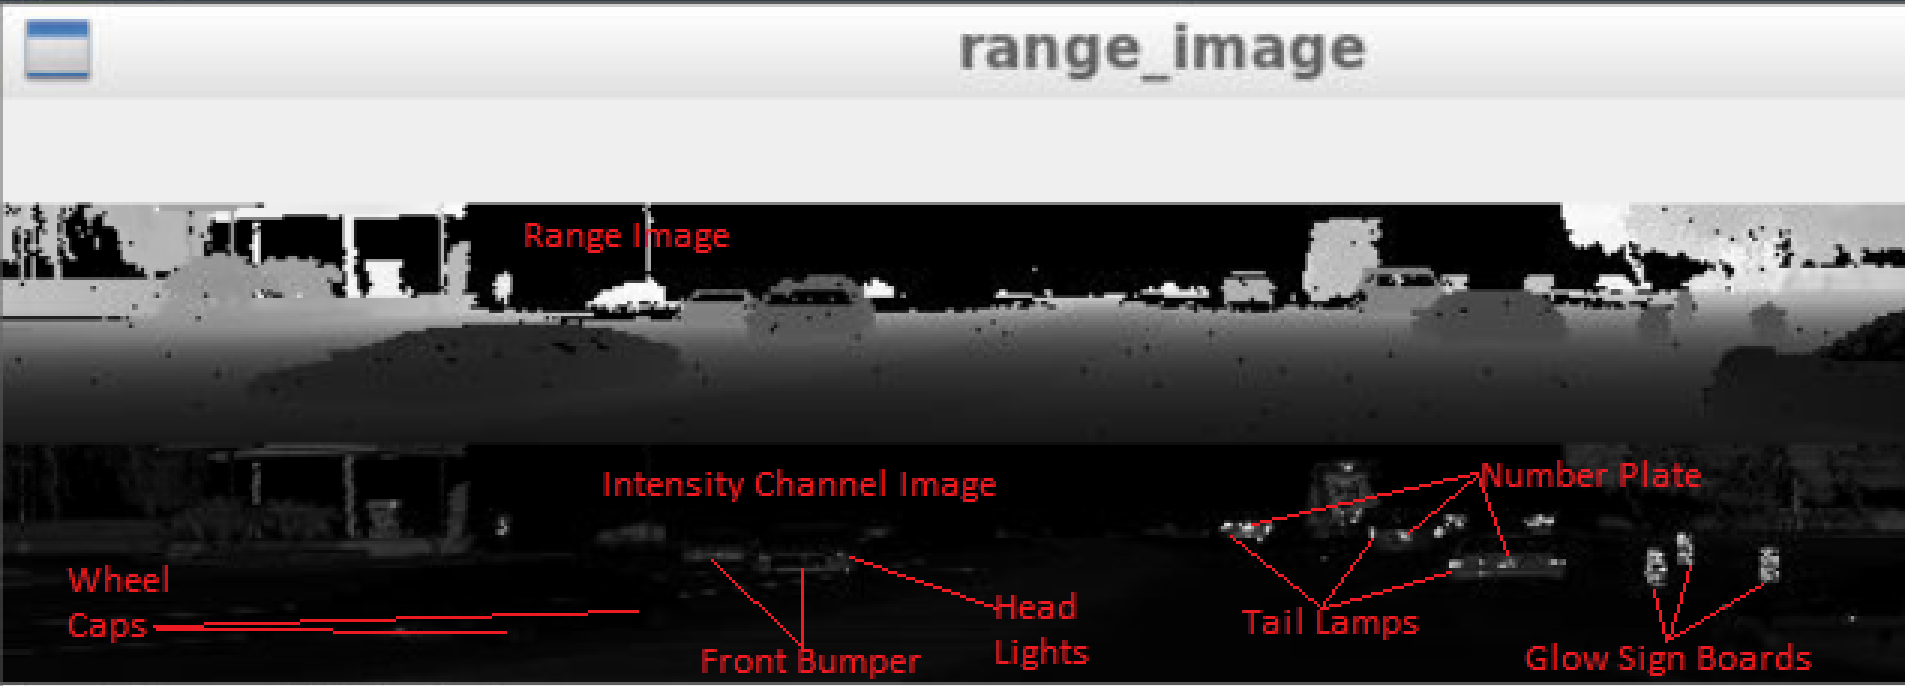 range_image
Range Image
Intensity Channel Image
Number Plate
Wheel
Caps
Head
Lights
Tail Lamps
Front Bumper
Glow Sign Boards